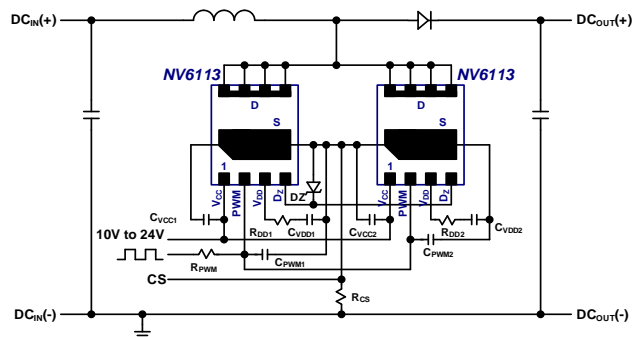 DCIN(+)
DCOUT(+)
NV6113
NV6113
D
D
S
S
1
1
VCC
PWM
VDD
DZ
VCC
PWM
VDD
DZ
DZ
CVCC1
RDD1
CVDD1
CVCC2
RDD2
CVDD2
10V to 24V
RPWM
CPWM1
CPWM2
CS
RCS
DCIN(-)
DCOUT(-)